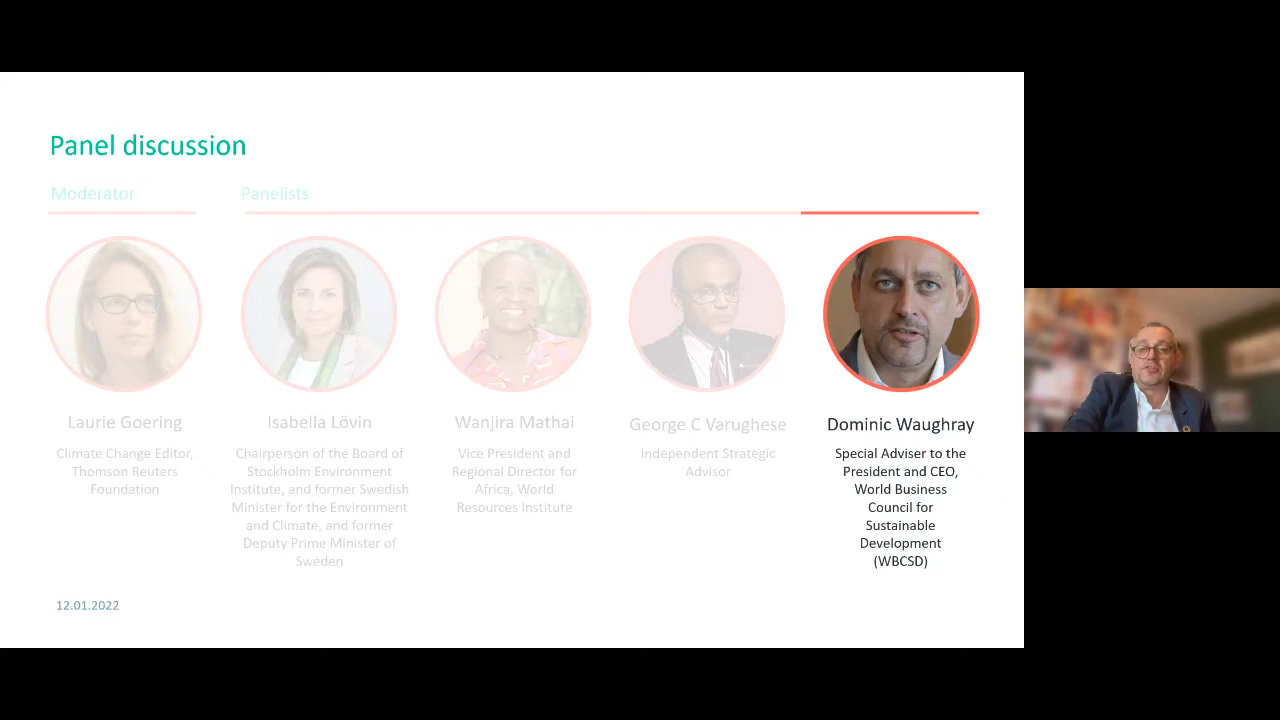 Panel discussion
Moderator
Panelists
Laurie Goering
Climate Change Editor,
Thomson Reuters
Foundation
Isabella Lövin
Chairperson of the Board of
Stockholm Environment
Institute, and former Swedish
Minister for the Environment
and Climate, and former
Deputy Prime Minister of
Sweden
Wanjira Mathai
Vice President and
Regional Director for
Africa, World
Resources Institute
George C Varughese
Independent Strategic
Advisor
Dominic Waughray
Special Adviser to the
President and CEO,
World Business
Council for
Sustainable
Development
(WBCSD)
12.01.2022